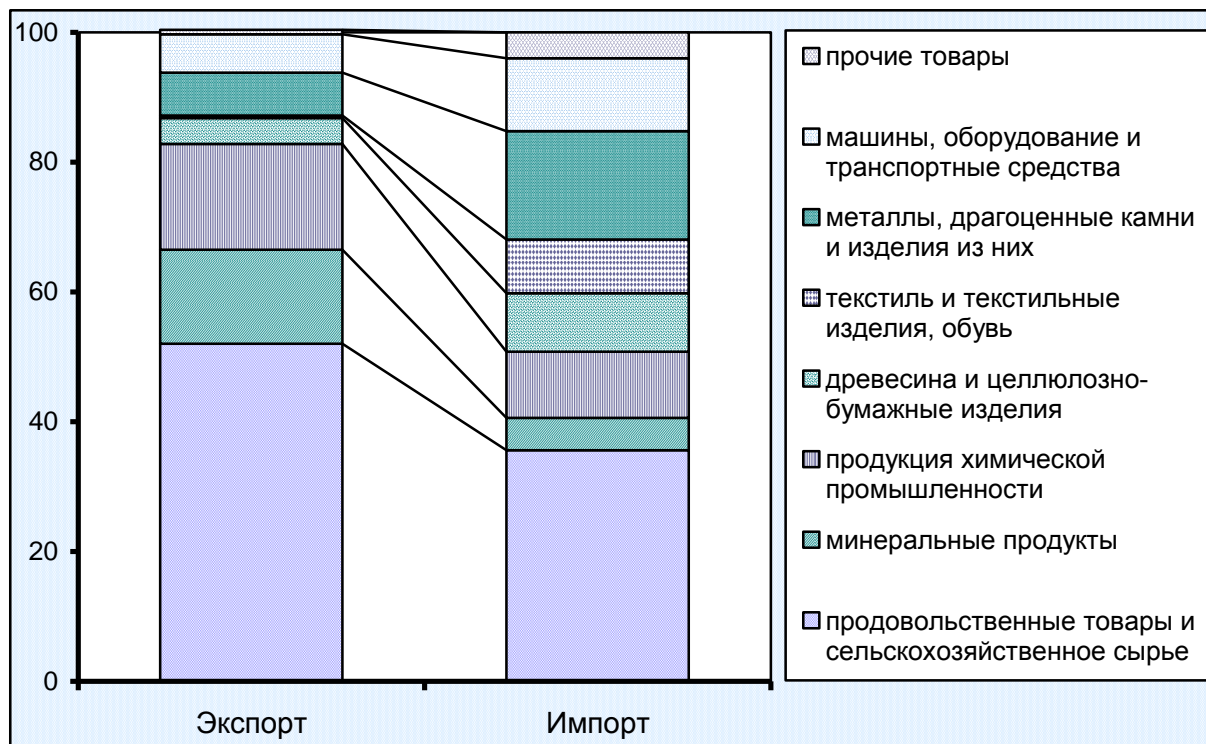 100
80
60
40
20
0
Экспорт
Импорт
прочие товары
машины, оборудование и
транспортные средства
металлы, драгоценные камни
и изделия из них
текстиль и текстильные
изделия, обувь
древесина и целлюлозно-
бумажные изделия
продукция химической
промышленности
минеральные продукты
продовольственные товары и
сельскохозяйственное сырье